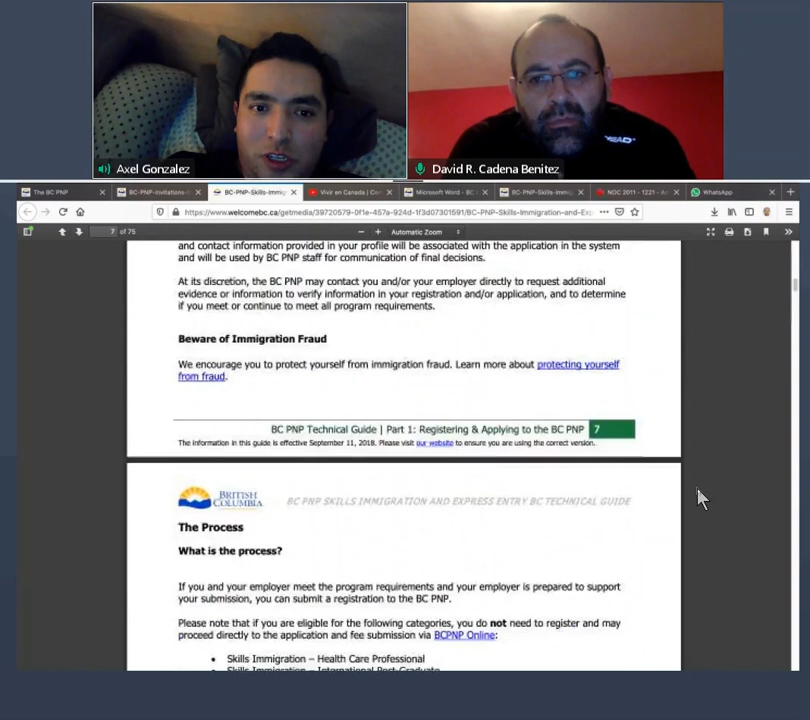 HEAD
Axel Gonzalez
David R. Cadena Benitez
The BC PNP
BC-PNP-Invitations-
BC-PNP-Skills-Immig
Vivir en Canada | Co
Microsoft Word - BC
BC-PNP-Skills-Immig
NOC 2011 - 1221 - A
WhatsApp
https://www.welcomebc.ca/getmedia/39720579-0f1e-457a-924d-1f3d07301591/BC-PNP-Skills-Immigration-and-Exp
7 of 75
Automatic Zoom
and contact information provided in your profile will be associated with the application in the system
and will be used by BC PNP staff for communication of final decisions.
At its discretion, the BC PNP may contact you and/or your employer directly to request additional
evidence or information to verify information in your registration and/or application, and to determine
if you meet or continue to meet all program requirements.
Beware of Immigration Fraud
We encourage you to protect yourself from immigration fraud. Learn more about protecting yourself
from fraud.
BC PNP Technical Guide | Part 1: Registering & Applying to the BC PNP 7
The information in this guide is effective September 11, 2018. Please visit our website to ensure you are using the correct version.
BRITISH
COLUMBIA
BC PNP SKILLS IMMIGRATION AND EXPRESS ENTRY BC TECHNICAL GUIDE
The Process
What is the process?
If you and your employer meet the program requirements and your employer is prepared to support
your submission, you can submit a registration to the BC PNP.
Please note that if you are eligible for the following categories, you do not need to register and may
proceed directly to the application and fee submission via BCPNP Online:
• Skills Immigration – Health Care Professional
• Skills Immigration – International Post-Graduate